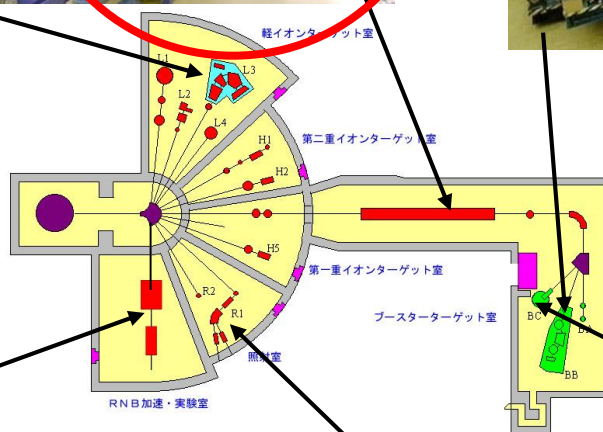 軽イオンターゲット室
L1
L3
L2
L4
H1
第二重イオンターゲット室
H2
H5
第一重イオンターゲット室
R2
R1
ブースターターゲット室
BC
BA
BB
照射室
RNB加速・実験室